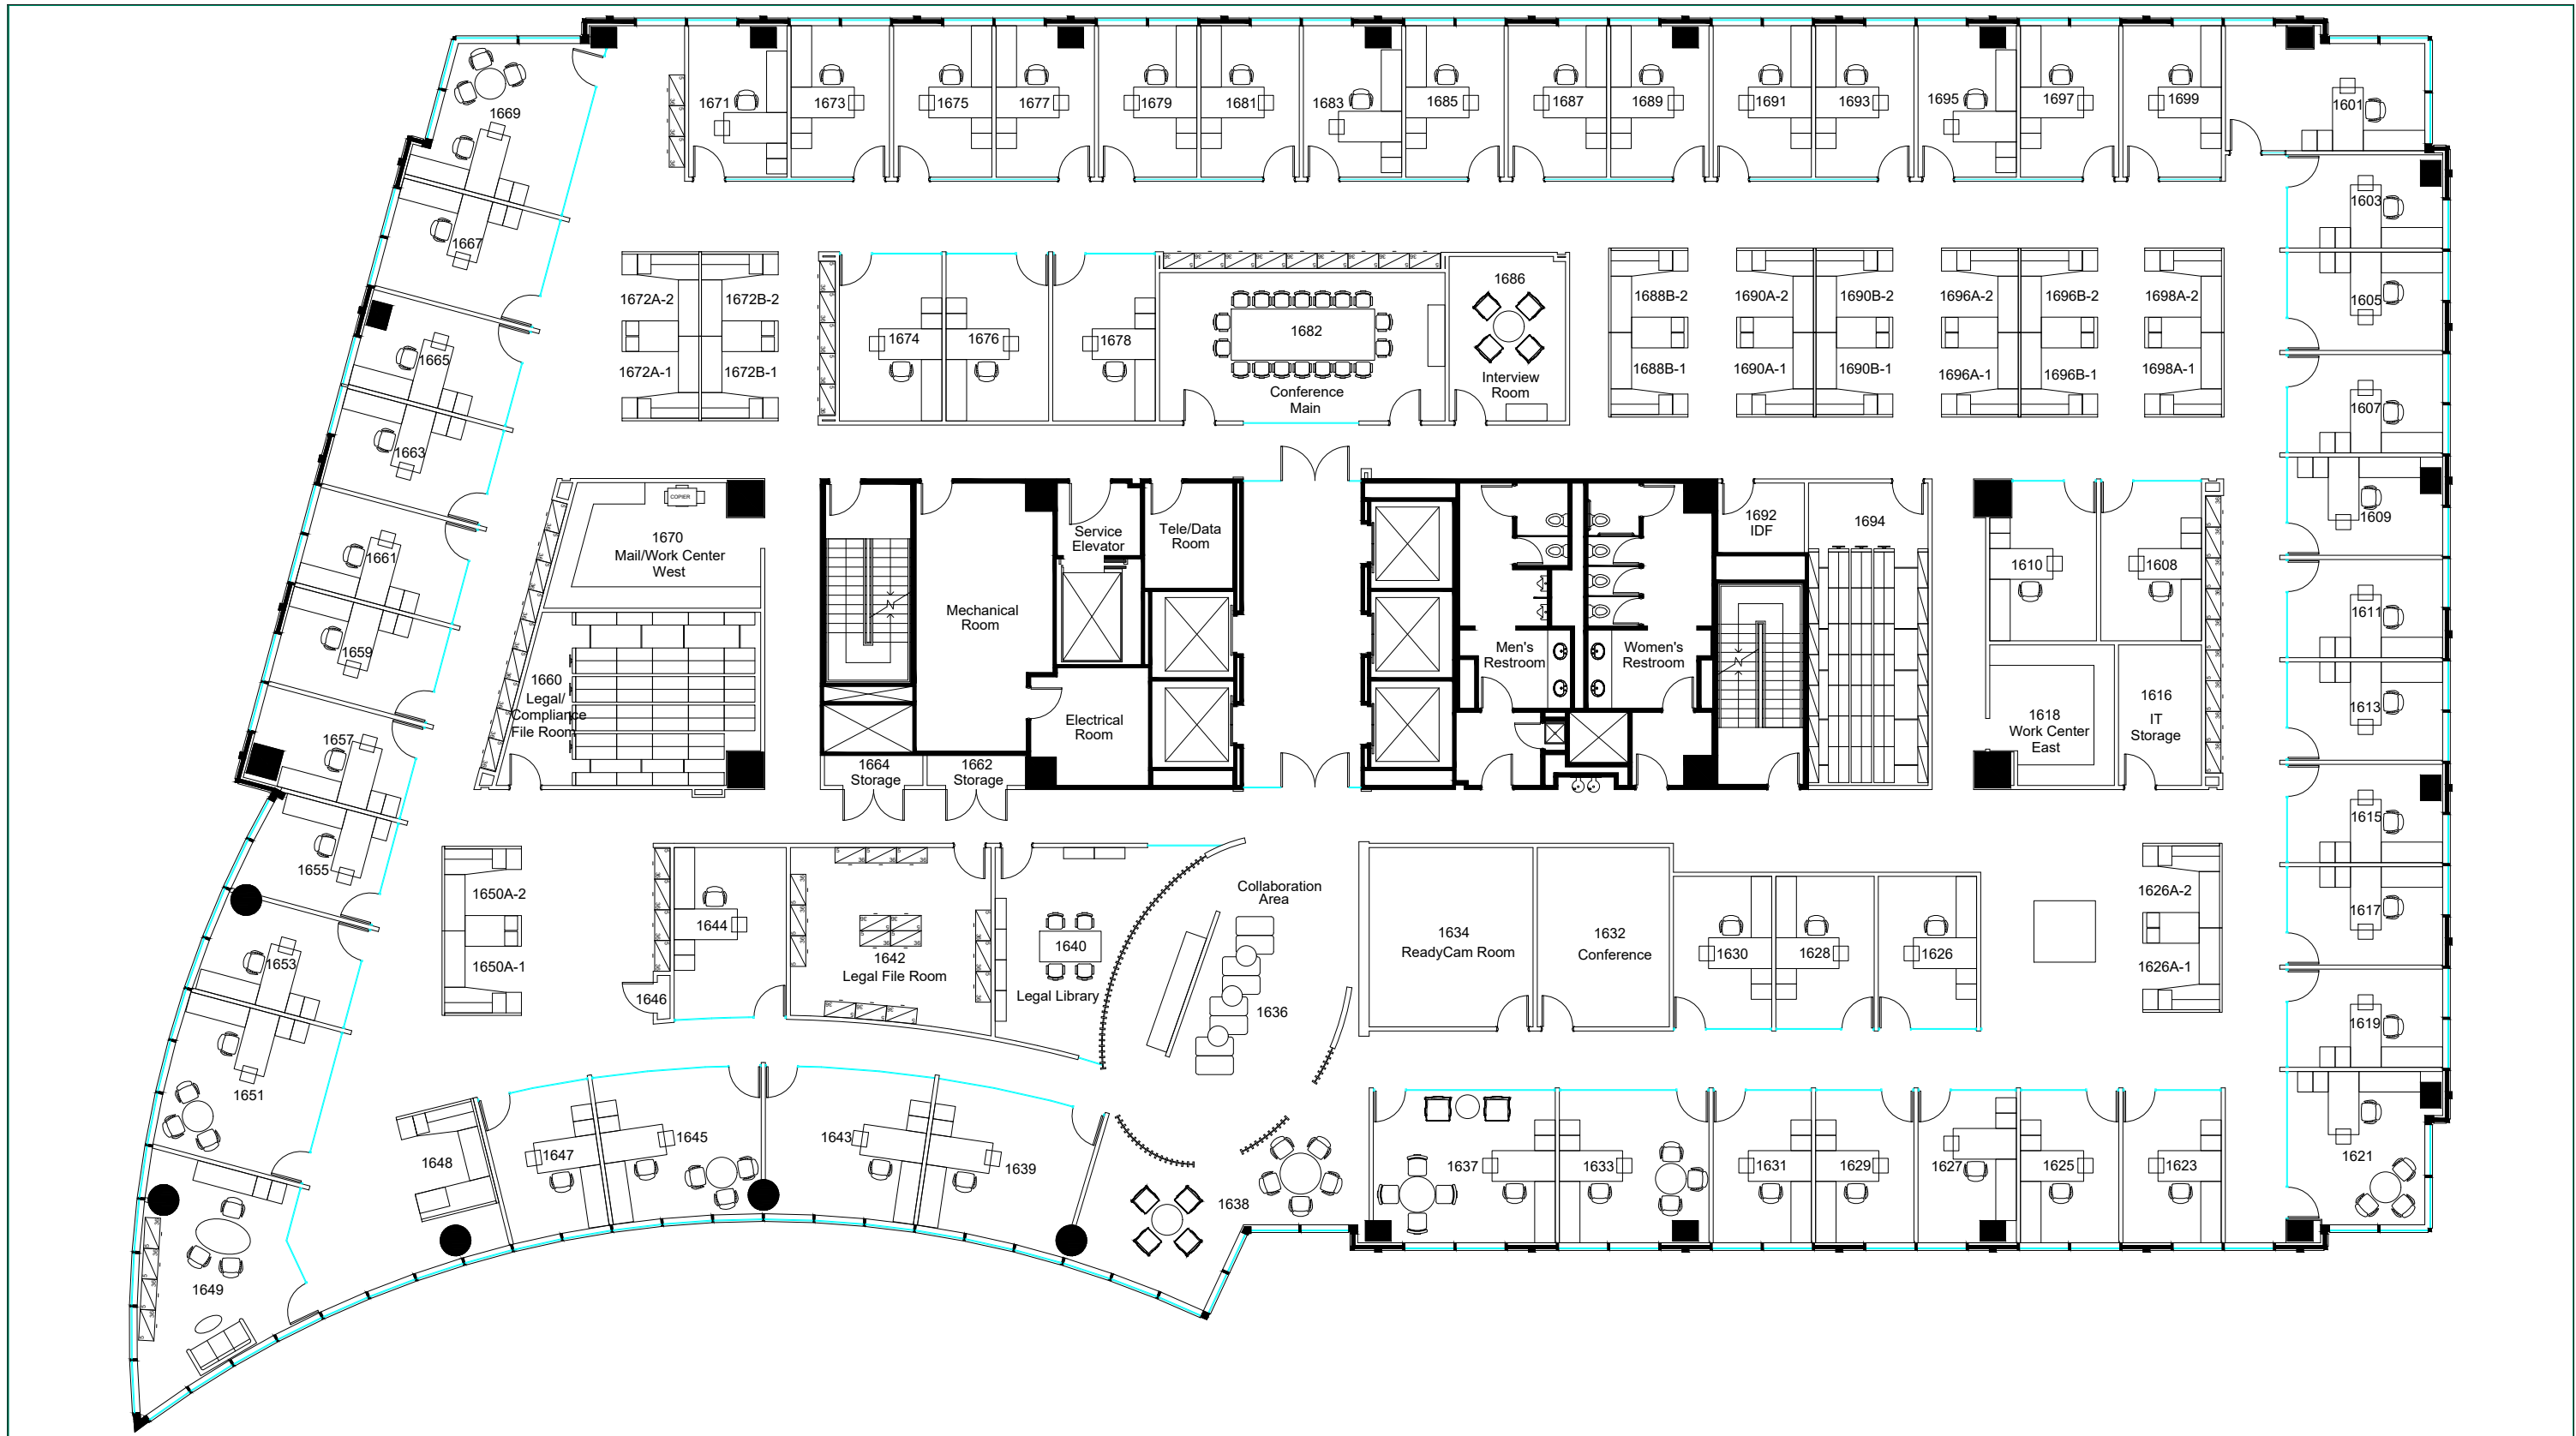 1671
1673
1675
1677
1679
1681
1683
1685
1687
1689
1691
1693
1695
1697
1699
1601
1669
1667
1665
1663
1661
1659
1657
1655
1653
1651
1649
1603
1605
1607
1609
1611
1613
1615
1617
1619
1621
1672A-2
1672B-2
1672A-1
1672B-1
1674
1676
1678
1682
Conference
Main
1686
Interview
Room
1688B-2
1688B-1
1690A-2
1690B-2
1690A-1
1690B-1
1696A-2
1696B-2
1696A-1
1696B-1
1698A-2
1698A-1
COPIER
1670
Mail/Work Center
West
1660
Legal/
Compliance
File Room
Mechanical
Room
Service
Elevator
Tele/Data
Room
Electrical
Room
1664
Storage
1662
Storage
N
Men's
Restroom
Women's
Restroom
1692
IDF
N
1694
1610
1608
1618
Work Center
East
1616
IT
Storage
1650A-2
1650A-1
1644
1646
1642
Legal File Room
1640
Legal Library
Collaboration
Area
1636
1634
ReadyCam Room
1632
Conference
1630
1628
1626
1626A-2
1626A-1
1648
1647
1645
1643
1639
1638
1637
1633
1631
1629
1627
1625
1623